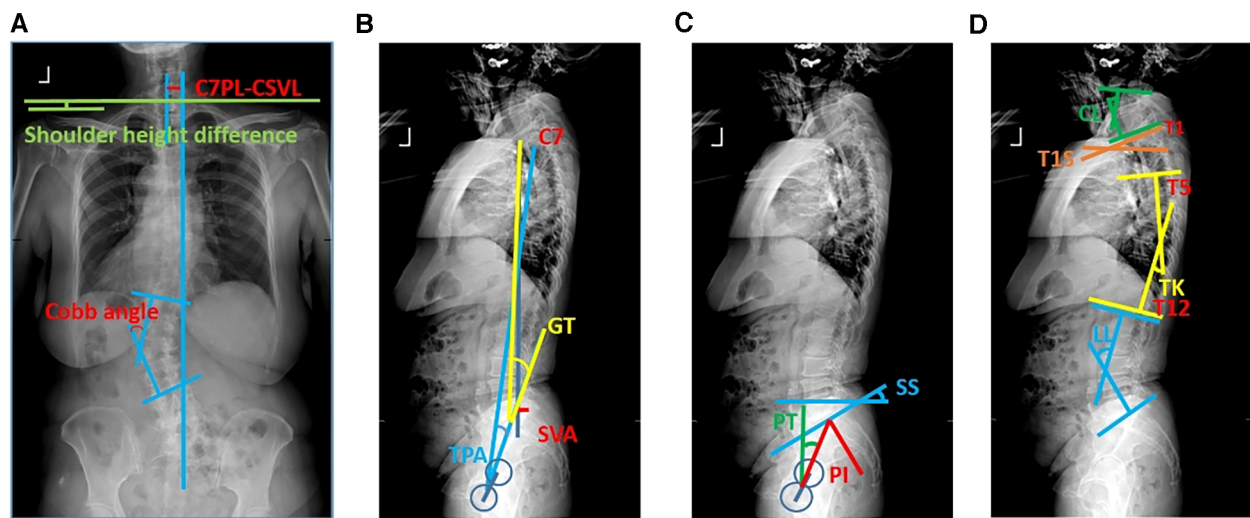 A
B
C
D
C7PL-CSVL
Shoulder height difference
Cobb angle
C7
GT
SVA
TPA
SS
PT
PI
CL
T1
T1S
T5
TK
T12
LL